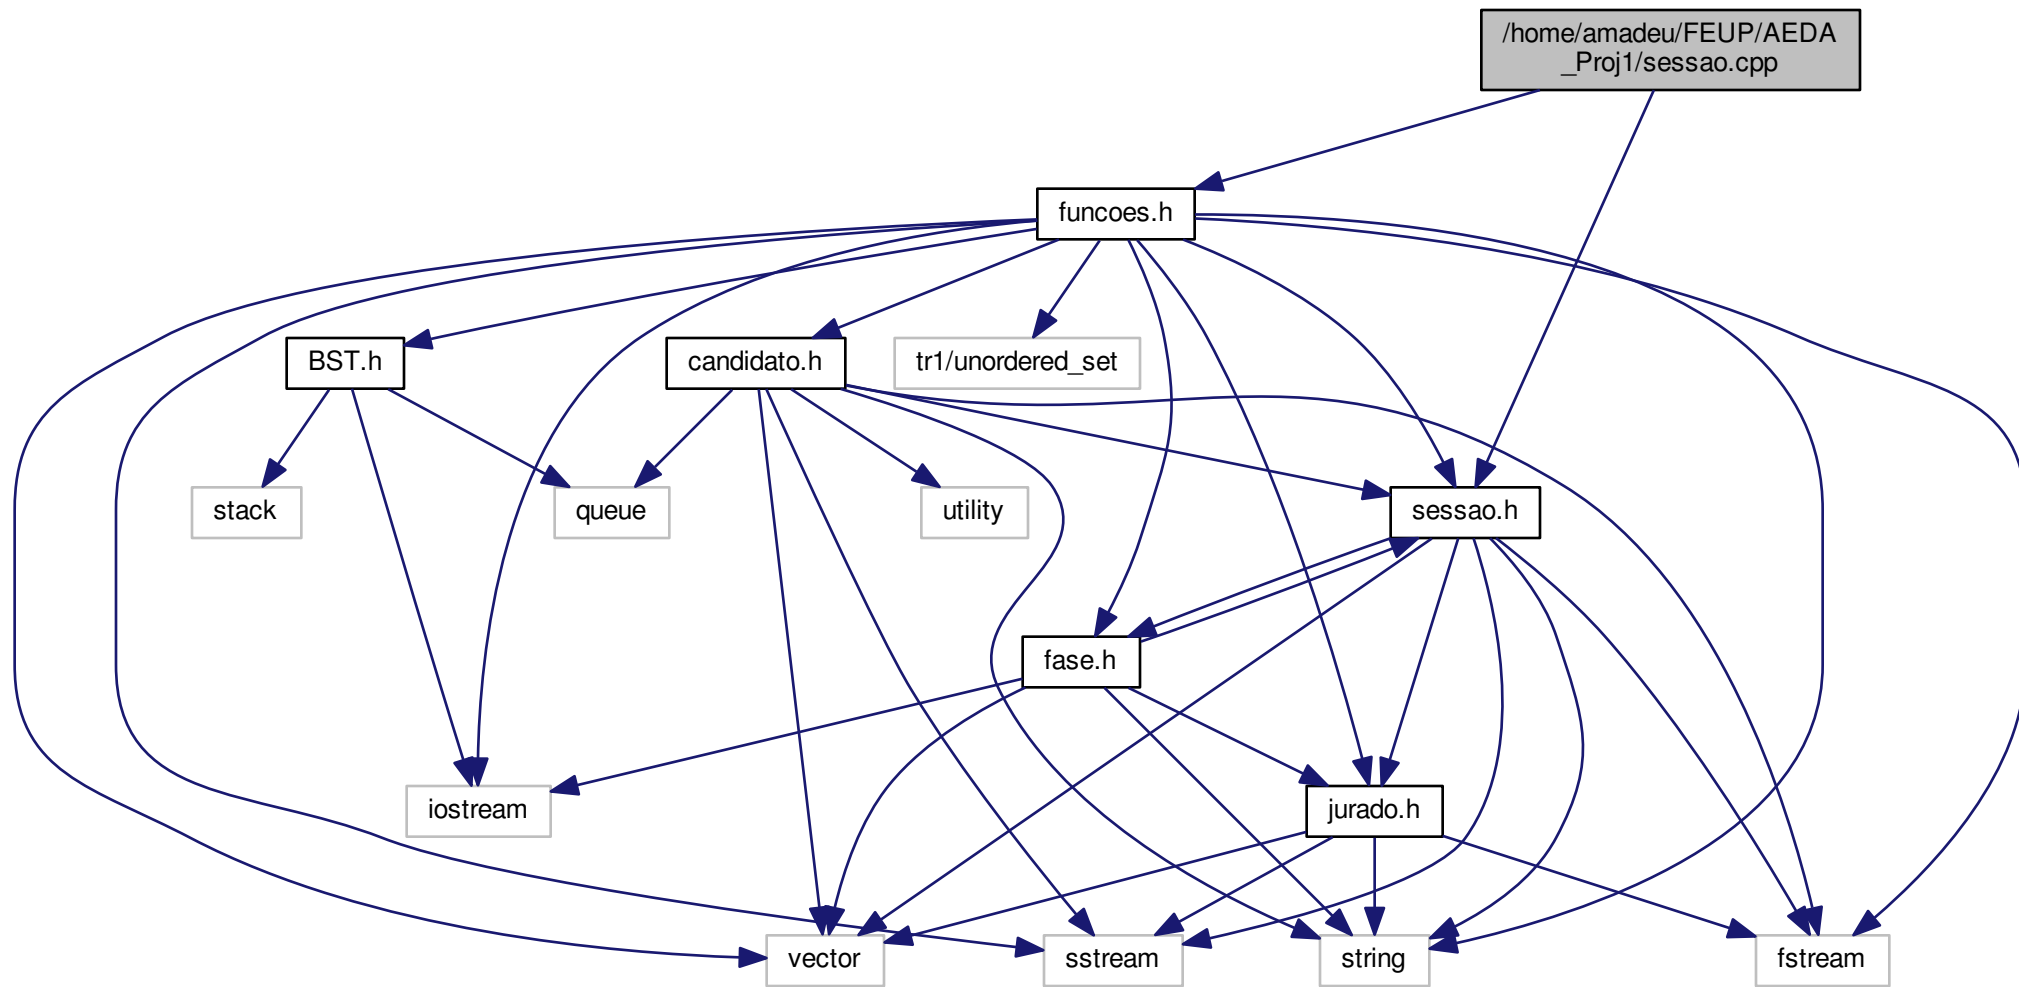 /home/amadeu/FEUP/AEDA
_Proj1/sessao.cpp
funcoes.h
BST.h
candidato.h
tr1/unordered_set
stack
queue
utility
sessao.h
fase.h
iostream
jurado.h
vector
sstream
string
fstream